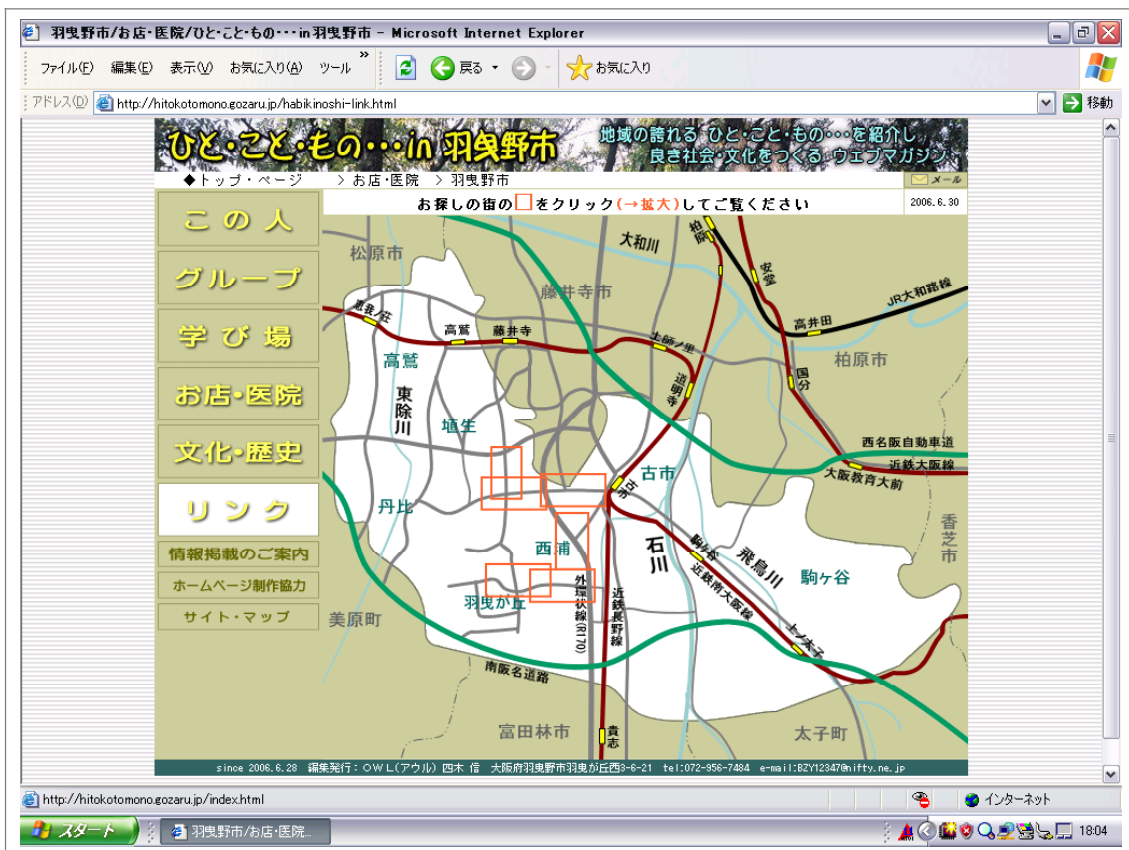 羽曳野市/お店・医院/ひと・こと・もの・・・in羽曳野市 - Microsoft Internet Explorer
ファイル(F) 編集(E) 表示(V) お気に入り(A) ツール » 戻る お気に入り
アドレス(D) http://hitokotomono.gozaru.jp/habikinoshi-link.html 移動
ひと・こと・もの・・・in 羽曳野市
地域の誇れる ひと・こと・もの・・・を紹介し、
良き社会・文化をつくる ウエブマガジン
◆トップ・ページ > お店・医院 > 羽曳野市 メール
お探しの街の□をクリック(→拡大)してご覧ください 2006.6.30
この人
グループ
学び場
お店・医院
文化・歴史
リンク
情報掲載のご案内
ホームページ制作協力
サイト・マップ
松原市
大和川
柏原
安堂
藤井寺市
JR大和路線
恵我ノ荘
高鷲
藤井寺
土師ノ里
高井田
柏原市
高鷲
道明寺
国分
東除川
埴生
西名阪自動車道
近鉄大阪線
大阪教育大前
古市
古市
丹比
香芝市
西浦
石川
駒ヶ谷
飛鳥川
駒ヶ谷
近鉄南大阪線
羽曳が丘
外環状線(R170)
近鉄長野線
美原町
上ノ太子
南阪名道路
富田林市
貴志
太子町
since 2006.6.28 編集発行:OWL(アウル) 四木 信 大阪府羽曳野市羽曳が丘西3-6-21 tel:072-956-7484 e-mail:BZY12347@nifty.ne.jp
http://hitokotomono.gozaru.jp/index.html インターネット
スタート 羽曳野市/お店・医院... 18:04